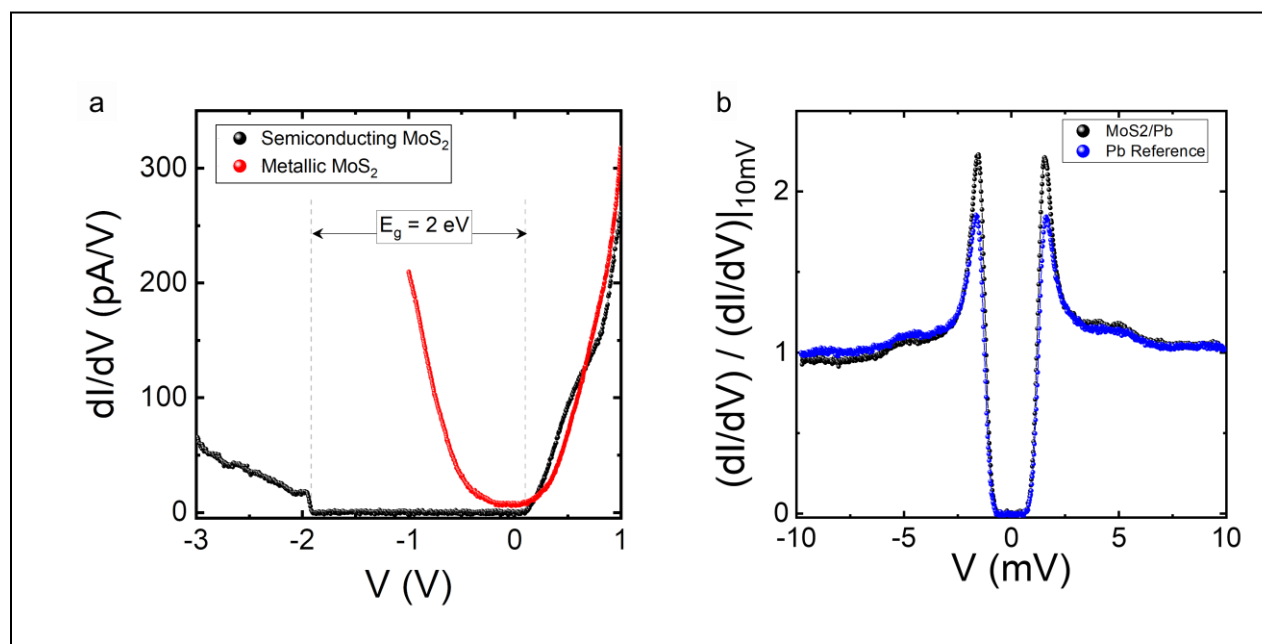 a
Semiconducting MoS₂
Metallic MoS₂
E_g = 2 eV
dI/dV (pA/V)
300
200
100
0
-3
-2
-1
0
1
V (V)
b
MoS2/Pb
Pb Reference
(dI/dV) / (dI/dV)|₁₀mV
2
1
0
-10
-5
0
5
10
V (mV)